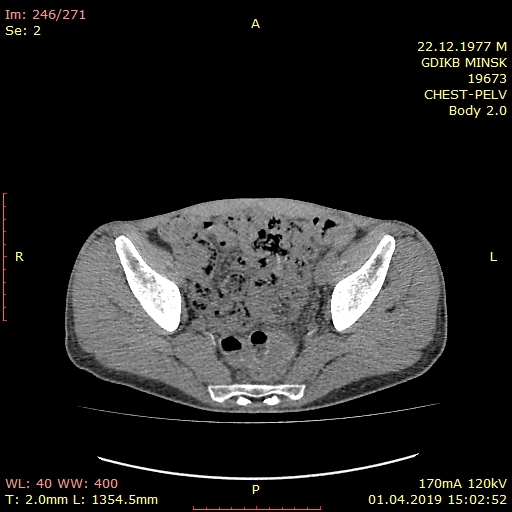 Im: 246/271
Se: 2
A
22.12.1977 M
GDIKB MINSK
19673
CHEST-PELV
Body 2.0
R
L
WL: 40 WW: 400
T: 2.0mm L: 1354.5mm
P
170mA 120kV
01.04.2019 15:02:52